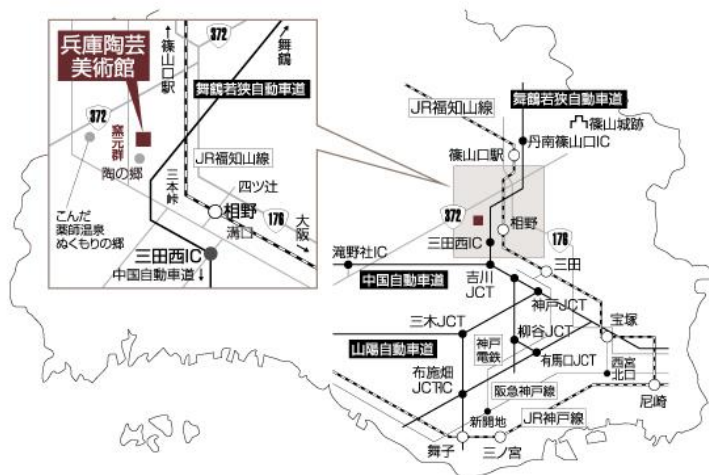 兵庫陶芸
美術館
372
↑篠山口駅
舞鶴
舞鶴若狭自動車道
372
窯元群
陶の郷
JR福知山線
三本峠
四ツ辻
こんだ
薬師温泉
ぬくもりの郷
相野
溝口
176
大阪
三田西IC
中国自動車道↓
JR福知山線
舞鶴若狭自動車道
篠山城跡
丹南篠山口IC
篠山口駅
372
相野
176
三田西IC
滝野社IC
三田
中国自動車道
吉川
JCT
神戸JCT
三木JCT
柳谷JCT
宝塚
山陽自動車道
神戸
電鉄
有馬口JCT
西宮
北口
布施畑
JCTIC
阪急神戸線
尼崎
新開地
JR神戸線
舞子
三ノ宮